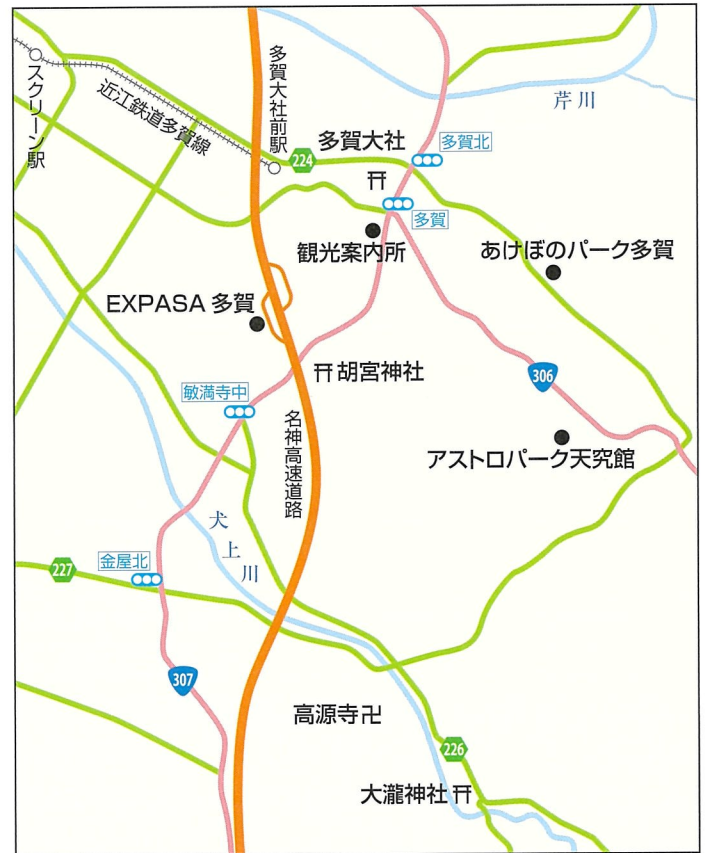 スクリーン駅
近江鉄道多賀線
多賀大社前駅
芹川
224
多賀大社
多賀北
多賀
観光案内所
あけぼのパーク多賀
EXPASA 多賀
胡宮神社
306
敏満寺中
名神高速道路
アストロパーク天究館
犬上川
金屋北
227
307
高源寺卍
226
大瀧神社